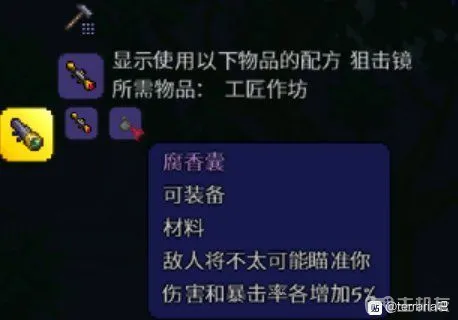 显示使用以下物品的配方 狙击镜
所需物品： 工匠作坊
腐香囊
可装备
材料
敌人将不太可能瞄准你
伤害和暴击率各增加5%
贴 @terraria吧